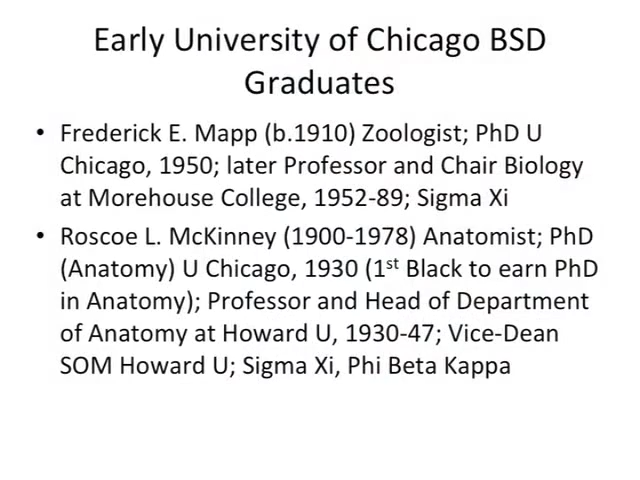 Early University of Chicago BSD
Graduates
• Frederick E. Mapp (b.1910) Zoologist; PhD U
Chicago, 1950; later Professor and Chair Biology
at Morehouse College, 1952-89; Sigma Xi
• Roscoe L. McKinney (1900-1978) Anatomist; PhD
(Anatomy) U Chicago, 1930 (1st Black to earn PhD
in Anatomy); Professor and Head of Department
of Anatomy at Howard U, 1930-47; Vice-Dean
SOM Howard U; Sigma Xi, Phi Beta Kappa